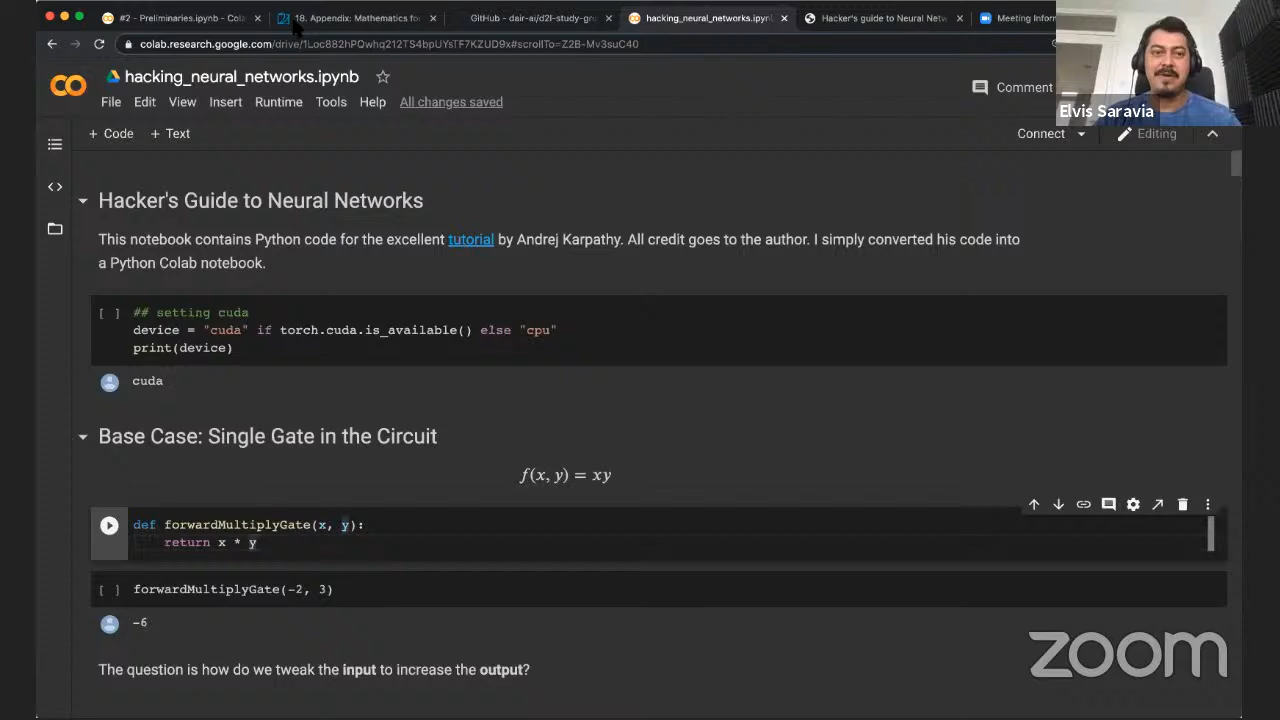 #2 - Preliminaries.ipynb - Cola
18. Appendix: Mathematics fo
GitHub - dair-ai/d2l-study-gro
hacking_neural_networks.ipynl
Hacker's guide to Neural Netw
Meeting Infor
colab.research.google.com/drive/1Loc882hPQwhq212TS4bpUYsTF7KZUD9x#scrollTo=Z2B-Mv3suC40
hacking_neural_networks.ipynb
File Edit View Insert Runtime Tools Help All changes saved
Comment
Elvis Saravia
+ Code + Text
Connect
Editing
Hacker's Guide to Neural Networks
This notebook contains Python code for the excellent tutorial by Andrej Karpathy. All credit goes to the author. I simply converted his code into
a Python Colab notebook.
[ ] ## setting cuda
device = "cuda" if torch.cuda.is_available() else "cpu"
print(device)
cuda
Base Case: Single Gate in the Circuit
f(x, y) = xy
def forwardMultiplyGate(x, y):
return x * y
[ ] forwardMultiplyGate(-2, 3)
-6
The question is how do we tweak the input to increase the output?
zoom